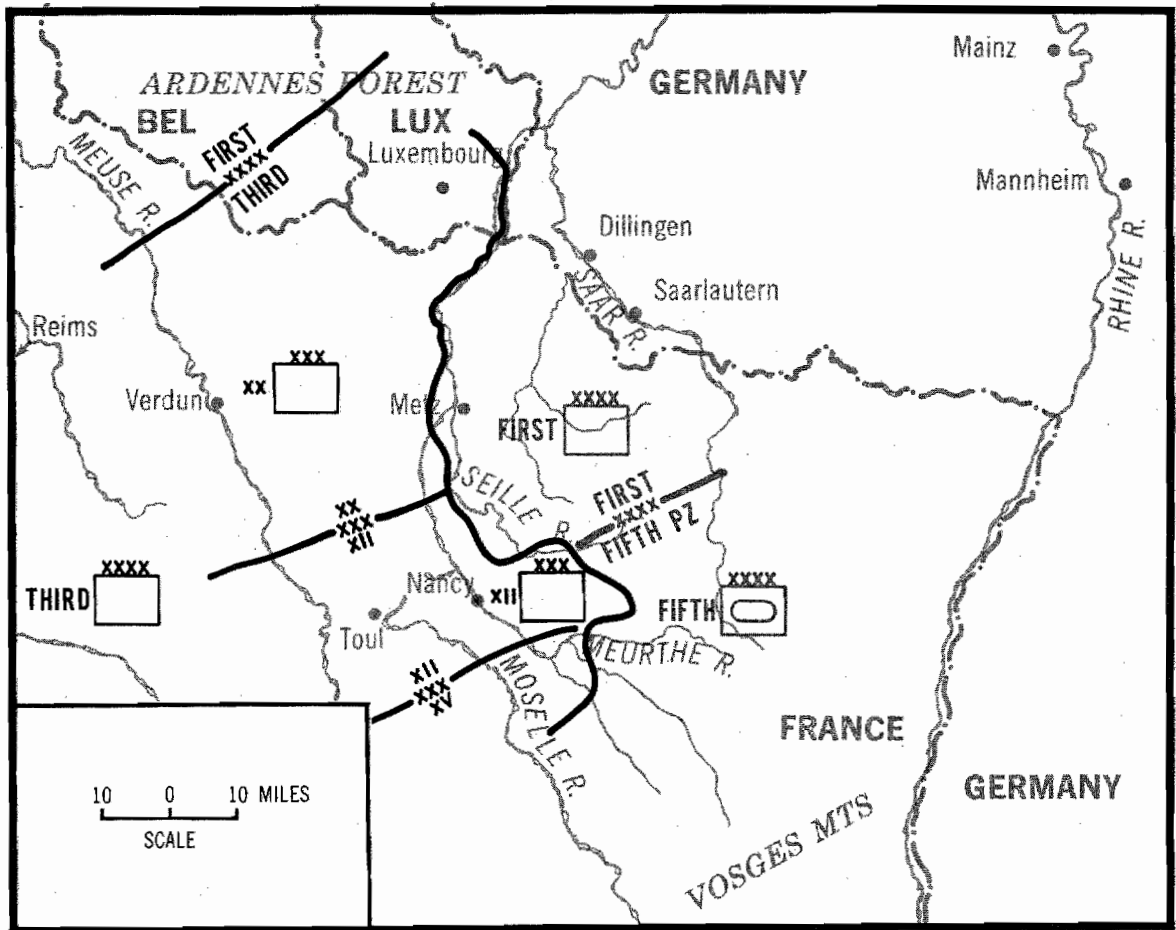 Mainz
ARDENNES FOREST
GERMANY
BEL
LUX
FIRST
XXXX
THIRD
Luxembourg
MEUSE R.
Mannheim
Dillingen
RHINE R.
SAAR R.
Saarlautern
Reims
XXX
XX
Verdun
Metz
XXXX
FIRST
SEILLE R.
FIRST
XXXX
FIFTH PZ
XX
XXX
XII
XXXX
THIRD
Nancy
XXX
XII
XXXX
FIFTH
Toul
MEURTHE R.
XII
XXX
XV
MOSELLE R.
FRANCE
GERMANY
VOSGES MTS
10 0 10 MILES
SCALE